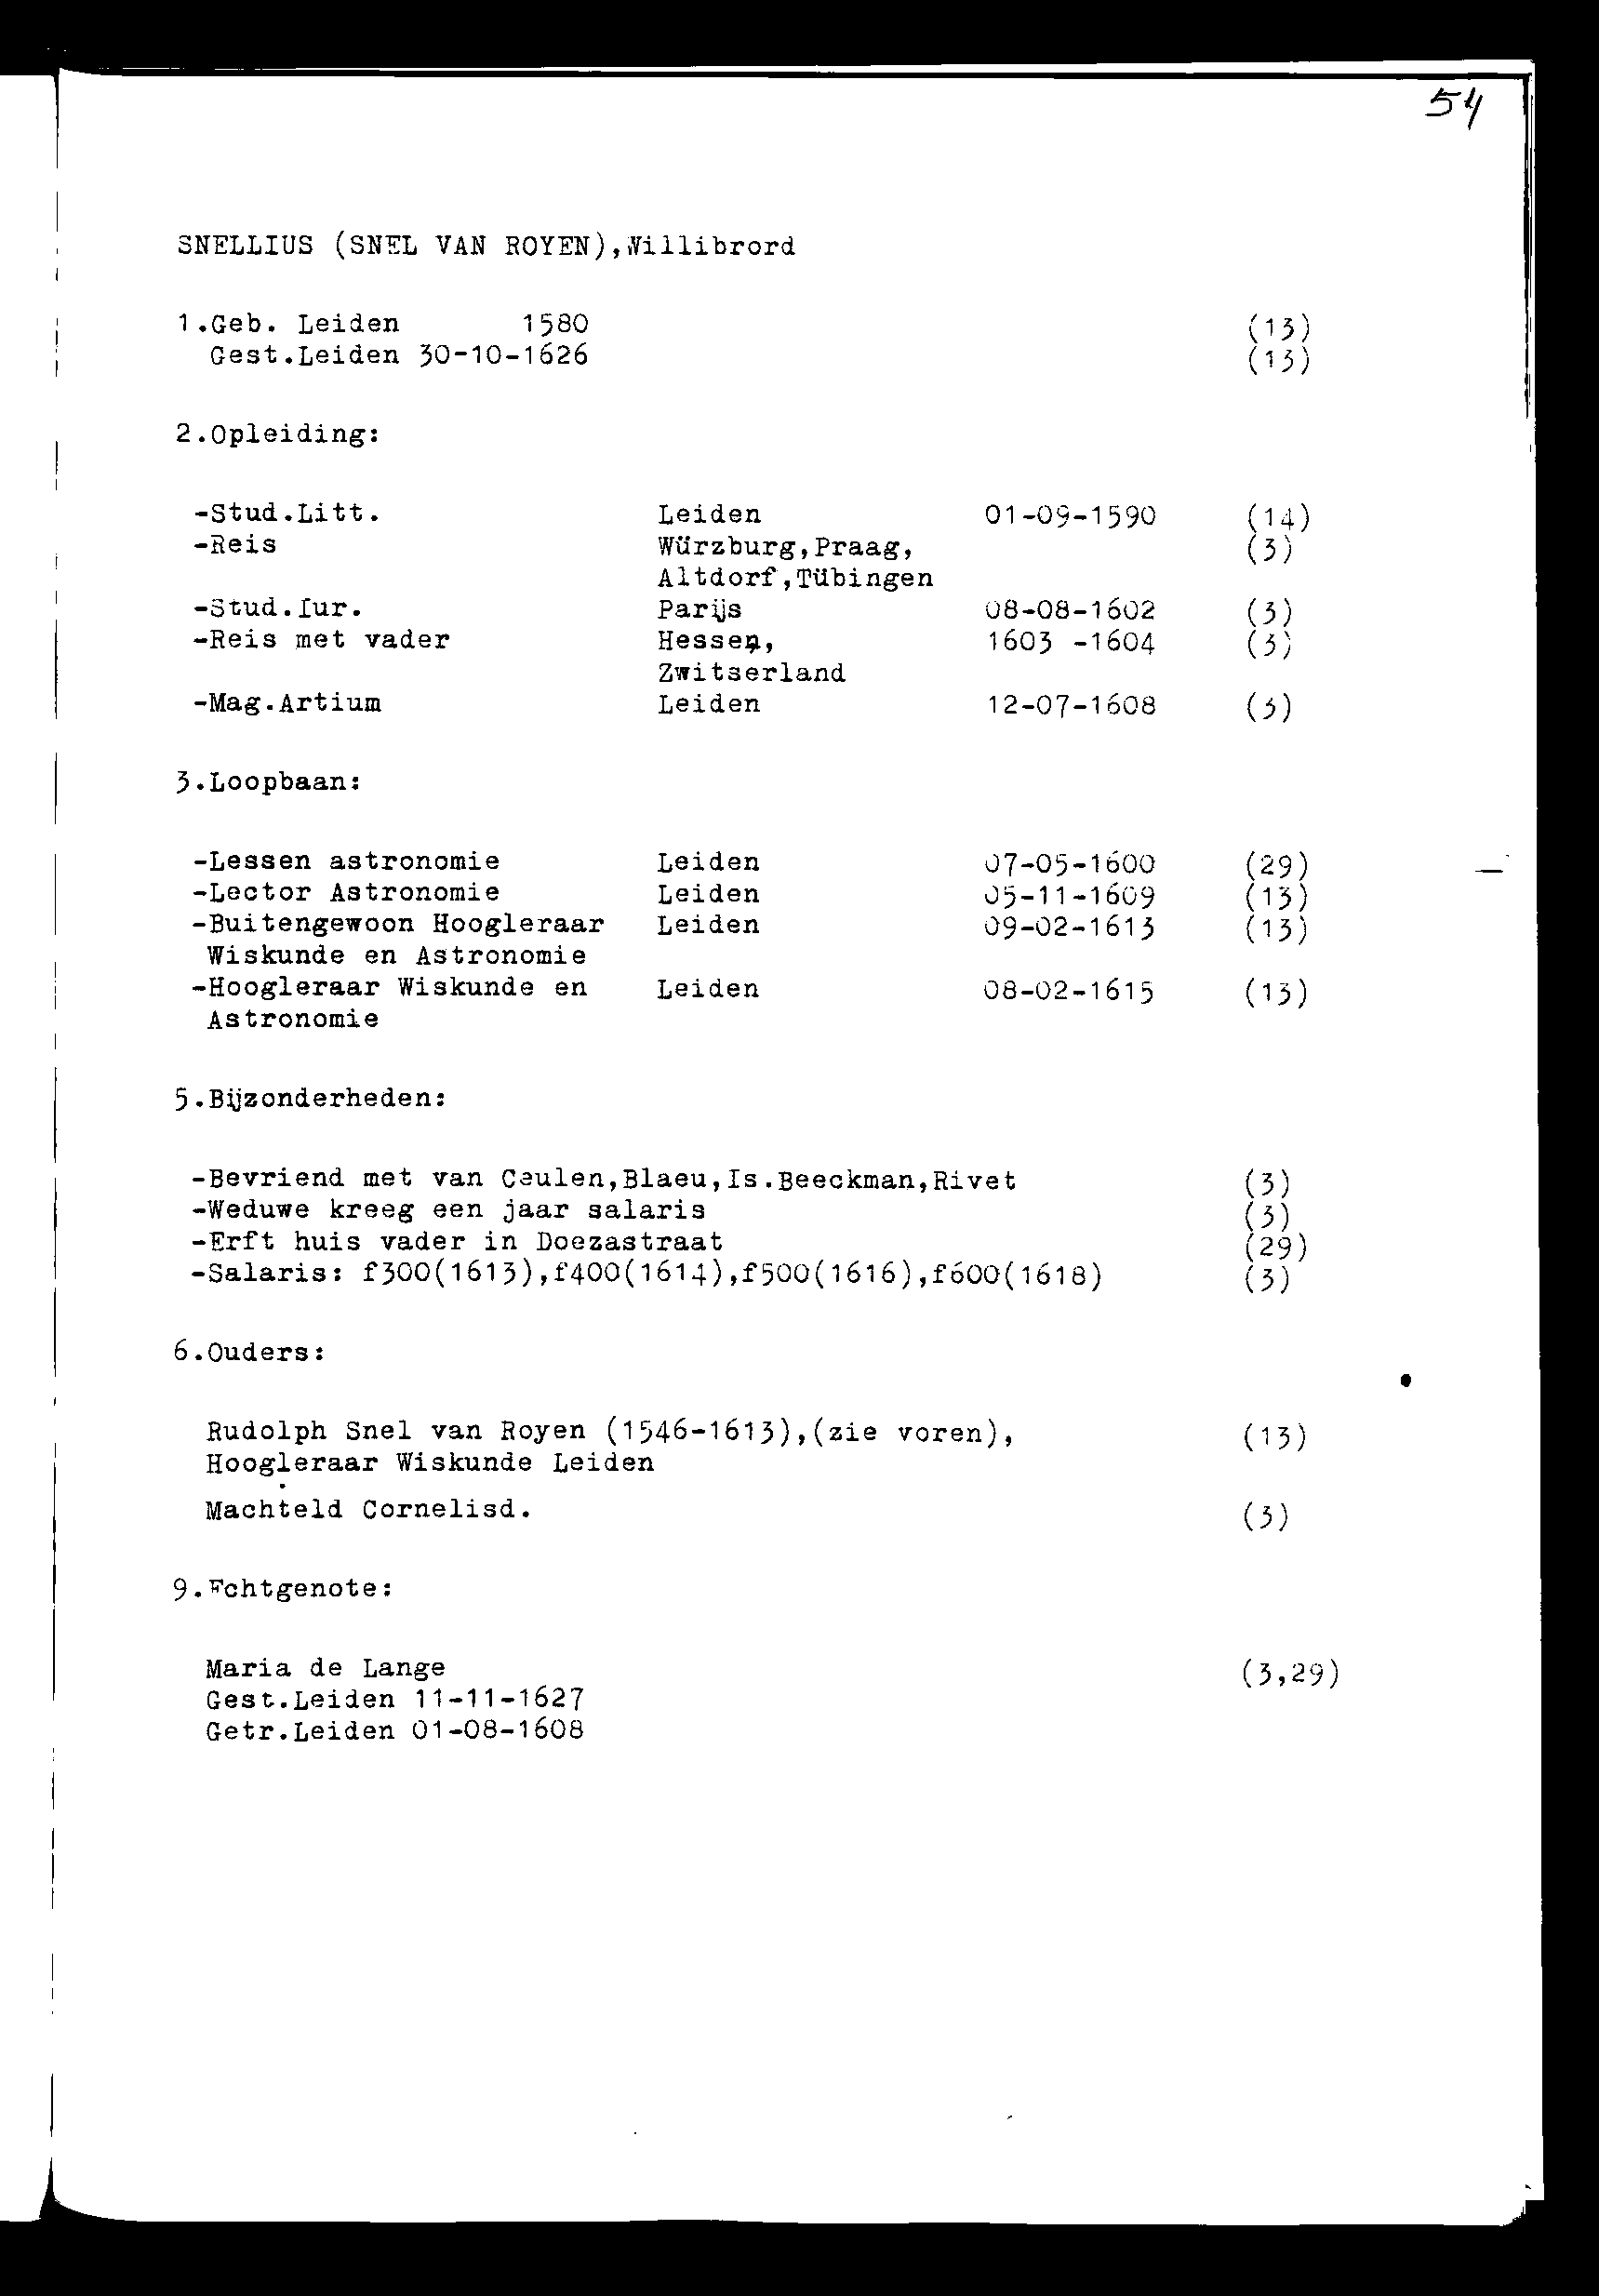 54
SNELLIUS (SNEL VAN ROYEN),Willibrord
1.Geb. Leiden 1580 (13)
Gest.Leiden 30-10-1626 (13)
2.Opleiding:
-Stud.Litt. Leiden 01-09-1590 (14)
-Reis Würzburg,Praag, (3)
Altdorf,Tübingen
-Stud.Iur. Parijs 08-08-1602 (3)
-Reis met vader Hessen, 1603 -1604 (3)
Zwitserland
-Mag.Artium Leiden 12-07-1608 (3)
3.Loopbaan:
-Lessen astronomie Leiden 07-05-1600 (29)
-Lector Astronomie Leiden 05-11-1609 (13)
-Buitengewoon Hoogleraar Leiden 09-02-1613 (13)
Wiskunde en Astronomie
-Hoogleraar Wiskunde en Leiden 08-02-1615 (13)
Astronomie
5.Bijzonderheden:
-Bevriend met van Ceulen,Blaeu,Is.Beeckman,Rivet (3)
-Weduwe kreeg een jaar salaris (3)
-Erft huis vader in Doezastraat (29)
-Salaris: f300(1613),f400(1614),f500(1616),f600(1618) (3)
6.Ouders:
Rudolph Snel van Royen (1546-1613),(zie voren), (13)
Hoogleraar Wiskunde Leiden
Machteld Cornelisd. (3)
9.Echtgenote:
Maria de Lange (3,29)
Gest.Leiden 11-11-1627
Getr.Leiden 01-08-1608